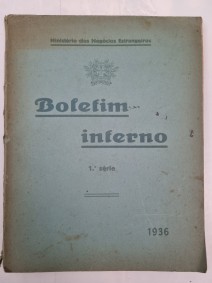 Ministério dos Negócios Estrangeiros
Boletim
interno
1.ª série
1936